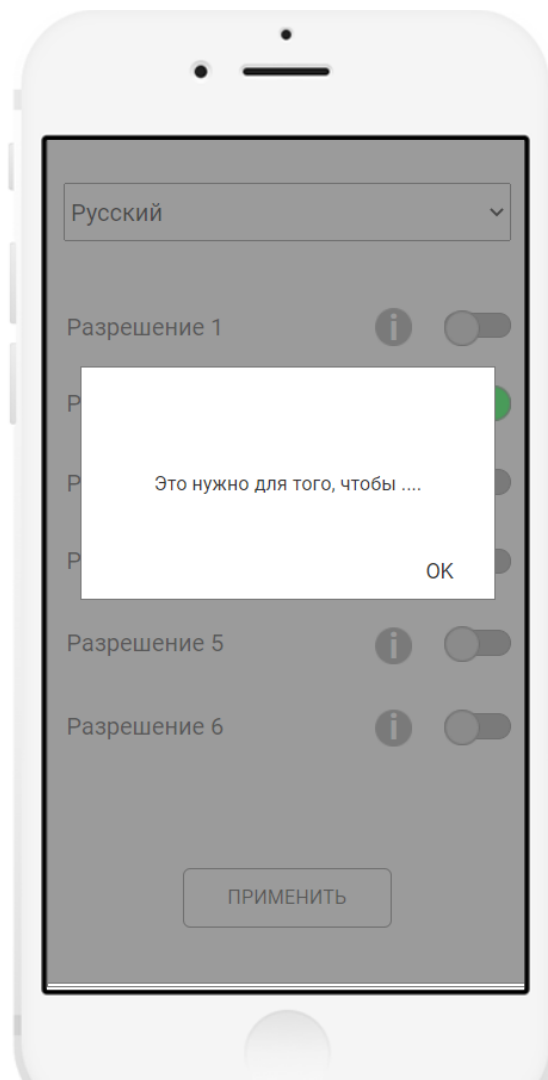 Русский
Разрешение 1
Р
Р
Это нужно для того, чтобы ....
Р
OK
Разрешение 5
Разрешение 6
ПРИМЕНИТЬ